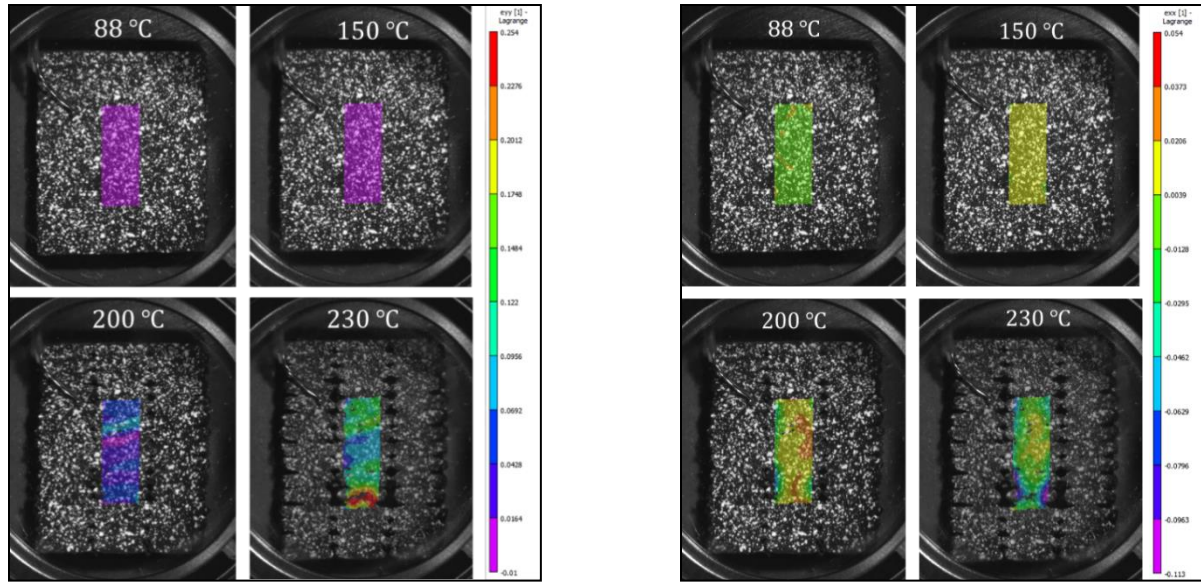 88 °C
150 °C
200 °C
230 °C
eyy [1] -
Lagrange
0.254
0.2276
0.2012
0.1748
0.1484
0.122
0.0956
0.0692
0.0428
0.0164
-0.01
88 °C
150 °C
200 °C
230 °C
exx [1] -
Lagrange
0.054
0.0373
0.0206
0.0039
-0.0128
-0.0295
-0.0462
-0.0629
-0.0796
-0.0963
-0.113